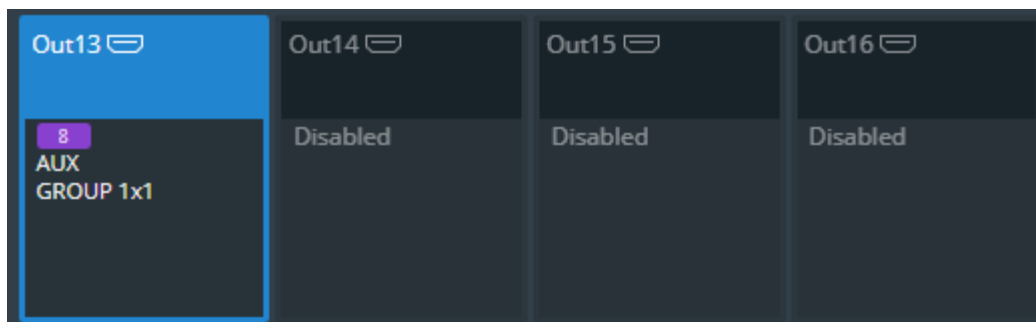 Out13
8
AUX
GROUP 1x1
Out14
Disabled
Out15
Disabled
Out16
Disabled